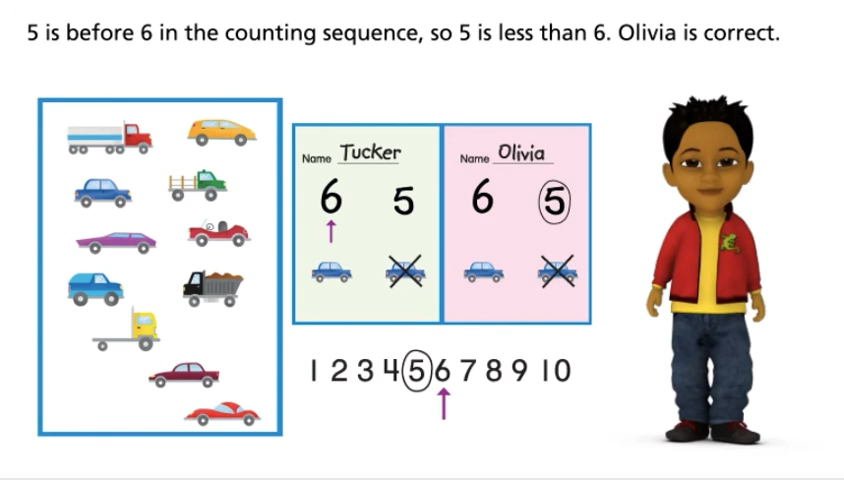 5 is before 6 in the counting sequence, so 5 is less than 6. Olivia is correct.
Name Tucker
6 5
Name Olivia
6 5
1 2 3 4 5 6 7 8 9 10